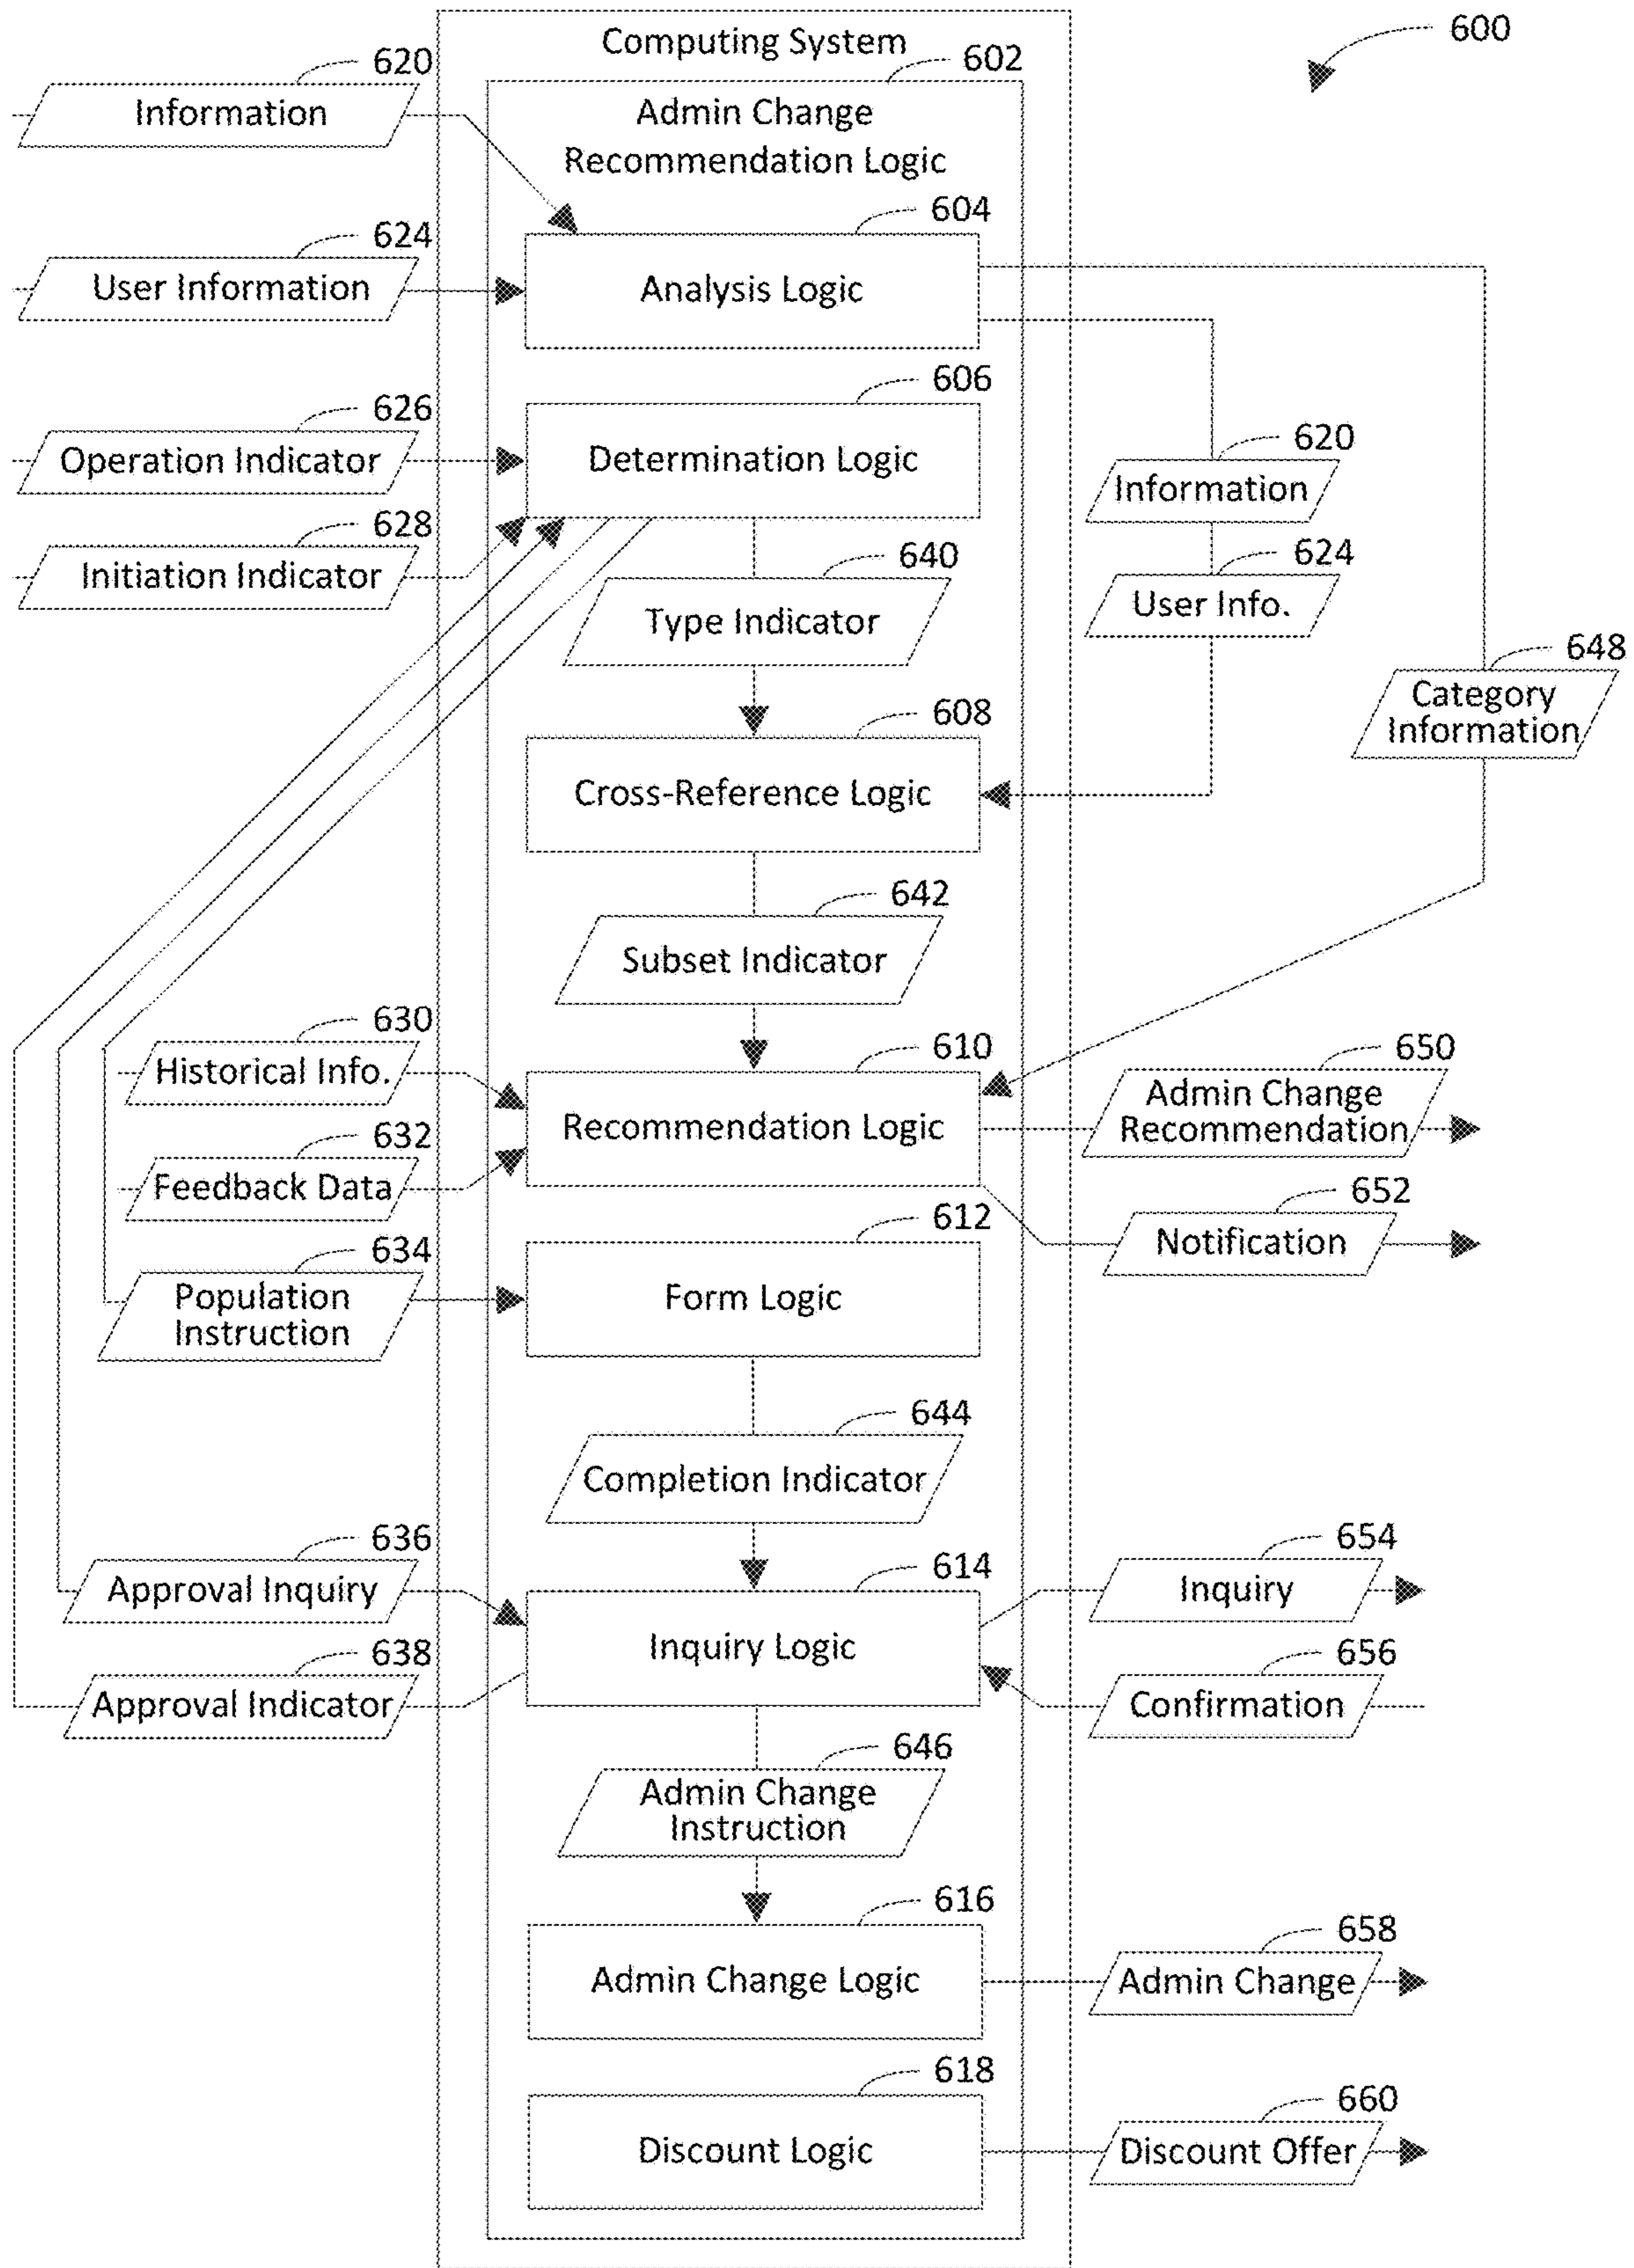 600
Computing System
620
Information
602
Admin Change
Recommendation Logic
604
Analysis Logic
624
User Information
606
Determination Logic
626
Operation Indicator
620
Information
628
Initiation Indicator
640
Type Indicator
624
User Info.
648
Category
Information
608
Cross-Reference Logic
642
Subset Indicator
630
Historical Info.
610
Recommendation Logic
650
Admin Change
Recommendation
632
Feedback Data
652
Notification
612
Form Logic
634
Population
Instruction
644
Completion Indicator
636
Approval Inquiry
614
Inquiry Logic
654
Inquiry
638
Approval Indicator
656
Confirmation
646
Admin Change
Instruction
616
Admin Change Logic
658
Admin Change
618
Discount Logic
660
Discount Offer